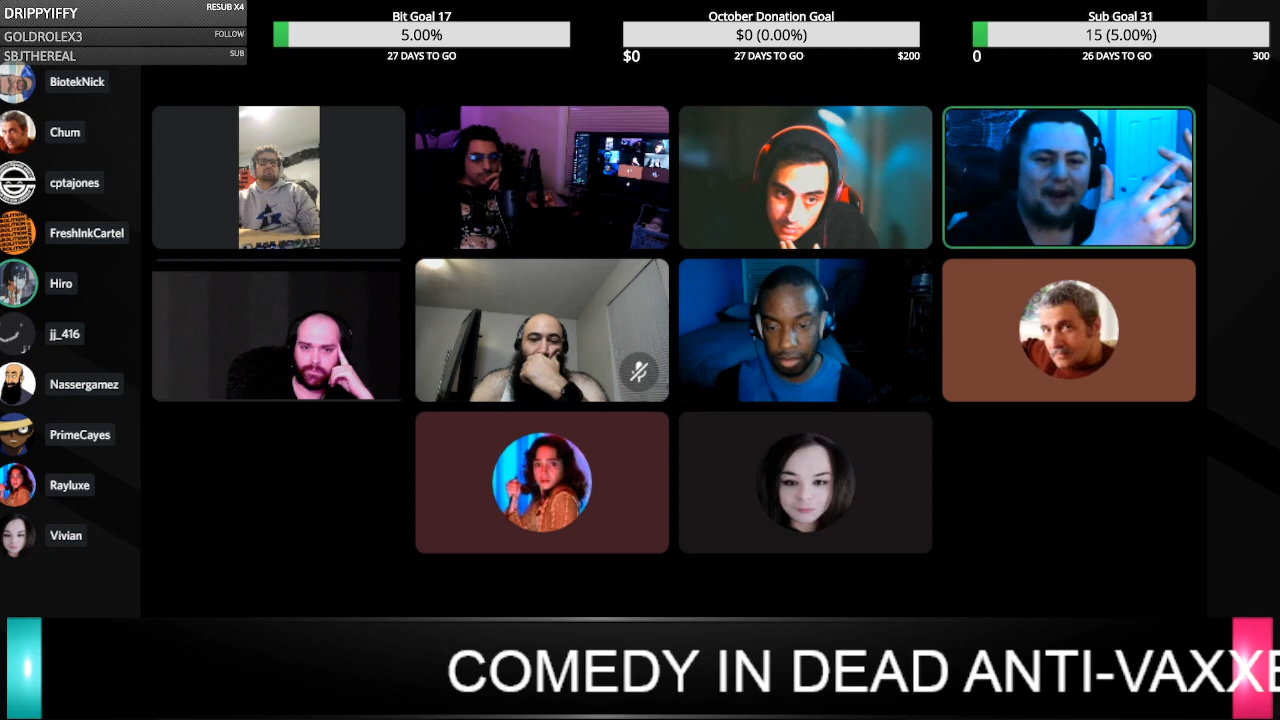 DRIPPYIFFY RESUB X4
GOLDROLEX3 FOLLOW
SBJTHEREAL SUB
Bit Goal 17
5.00%
27 DAYS TO GO
October Donation Goal
$0 (0.00%)
$0 27 DAYS TO GO $200
Sub Goal 31
15 (5.00%)
0 26 DAYS TO GO 300
BiotekNick
Chum
cptajones
FreshInkCartel
Hiro
jj_416
Nassergamez
PrimeCayes
Rayluxe
Vivian
COMEDY IN DEAD ANTI-VAXXE